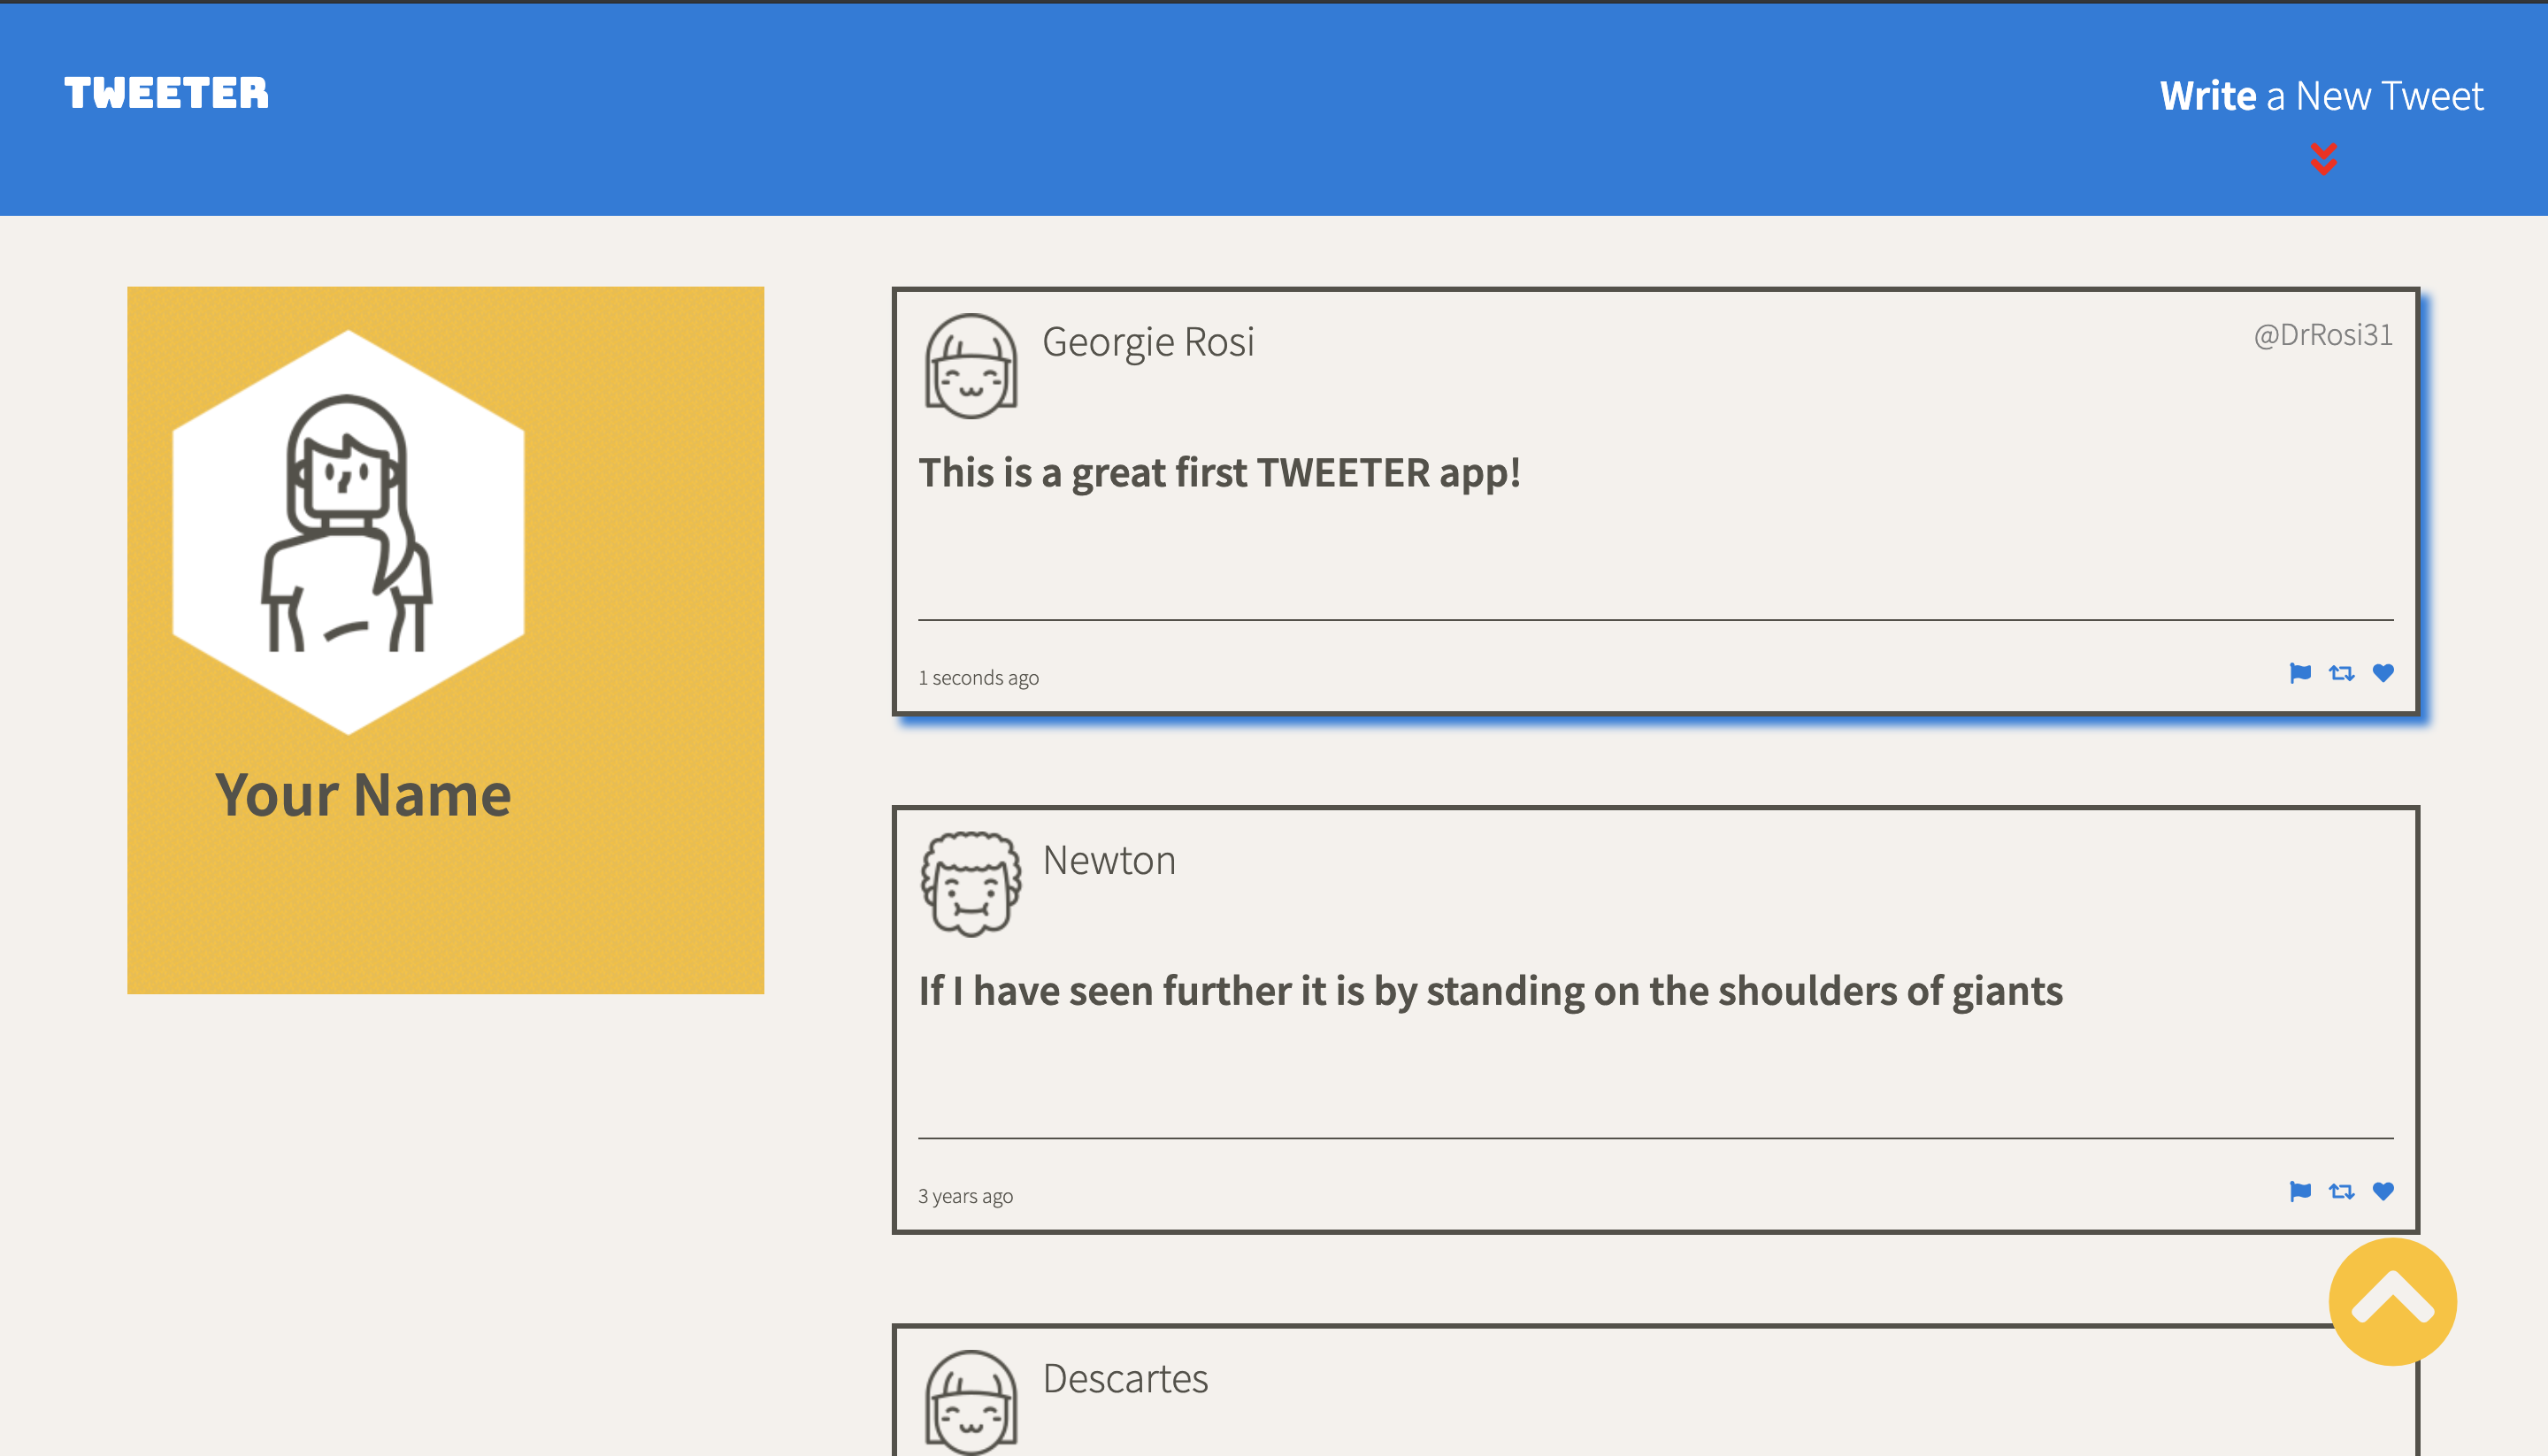 TWEETER
Write a New Tweet
Your Name
Georgie Rosi
@DrRosi31
This is a great first TWEETER app!
1 seconds ago
Newton
If I have seen further it is by standing on the shoulders of giants
3 years ago
Descartes